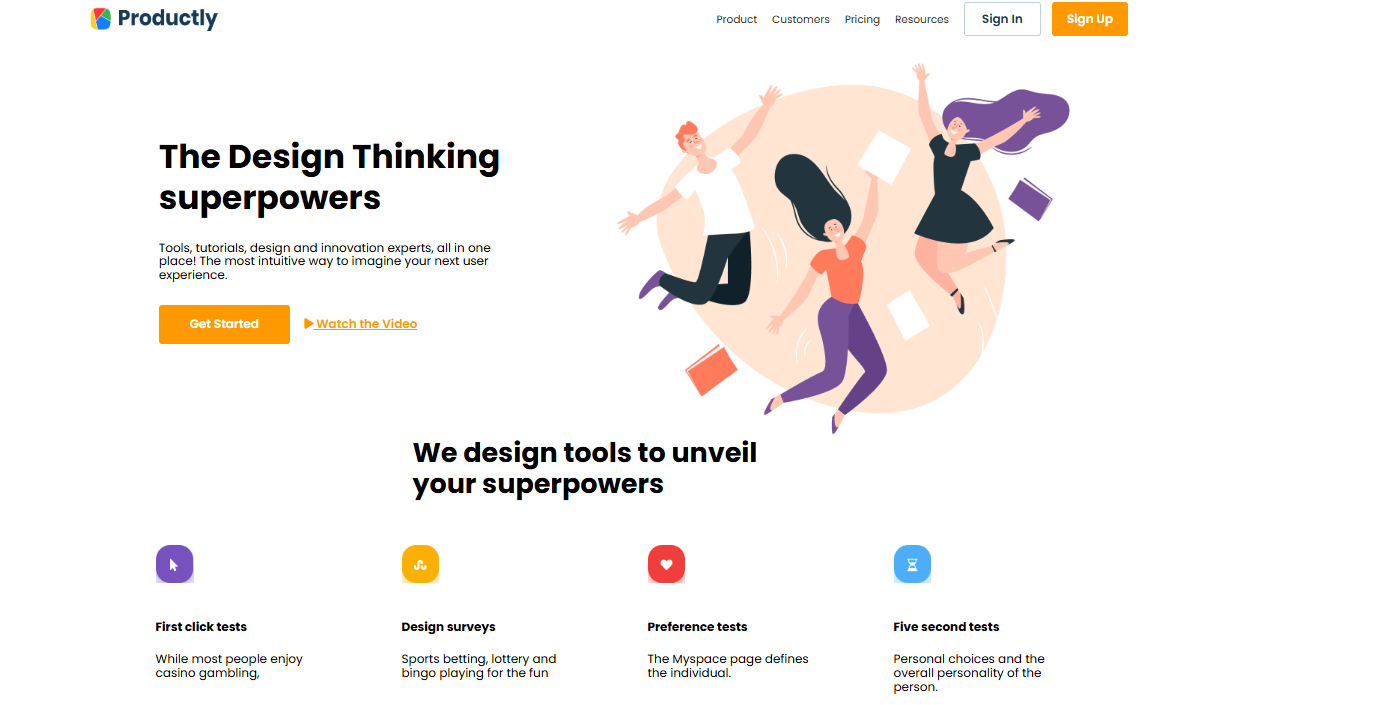 Productly
Product Customers Pricing Resources Sign In Sign Up
The Design Thinking
superpowers
Tools, tutorials, design and innovation experts, all in one
place! The most intuitive way to imagine your next user
experience.
Get Started Watch the Video
We design tools to unveil
your superpowers
First click tests
While most people enjoy
casino gambling,
Design surveys
Sports betting, lottery and
bingo playing for the fun
Preference tests
The Myspace page defines
the individual.
Five second tests
Personal choices and the
overall personality of the
person.